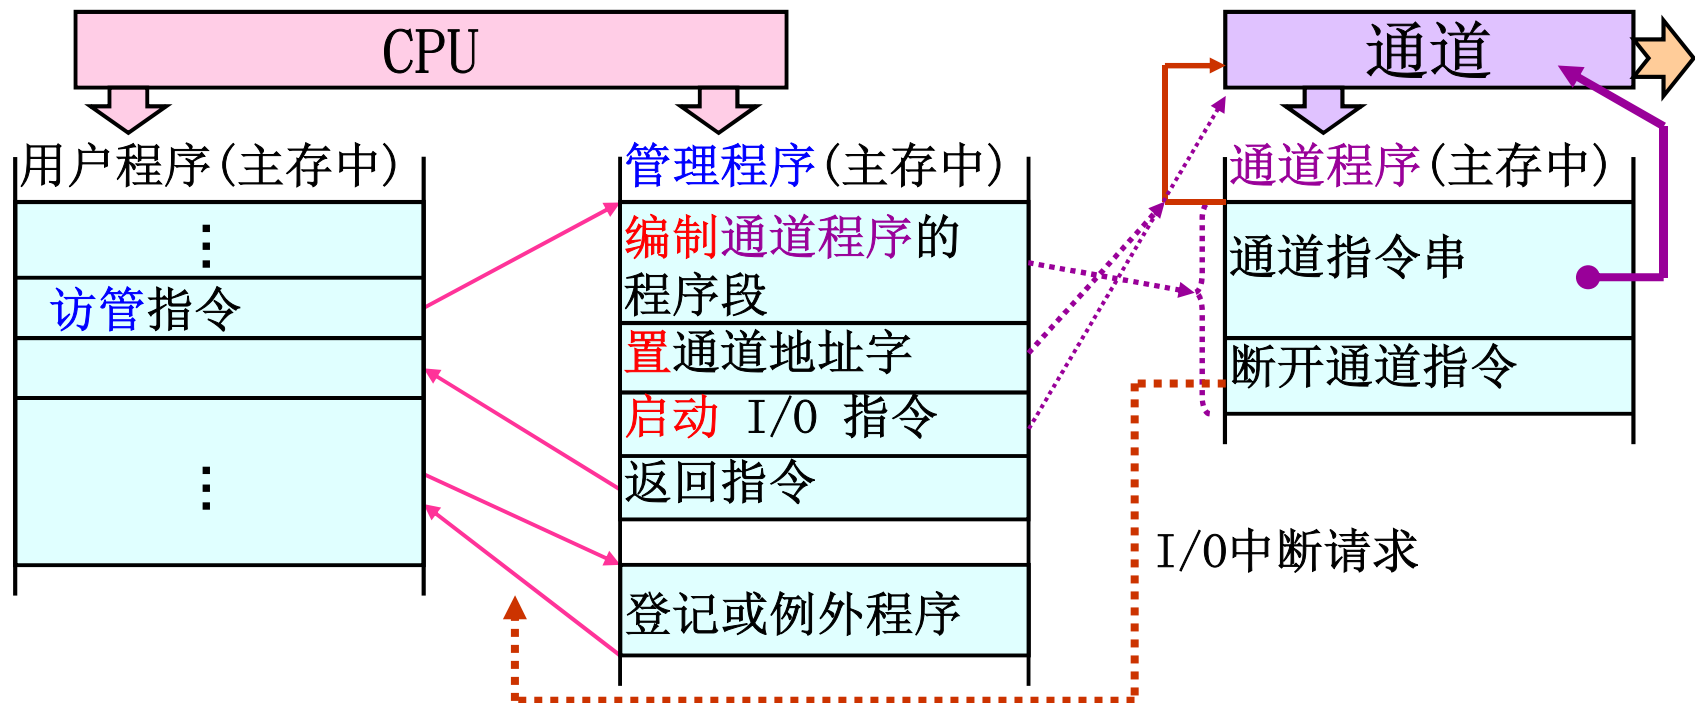 CPU
通道
用户程序(主存中)
管理程序(主存中)
通道程序(主存中)
⋮
访管指令
⋮
编制通道程序的
程序段
置通道地址字
启动 I/O 指令
返回指令
登记或例外程序
通道指令串
断开通道指令
I/O中断请求